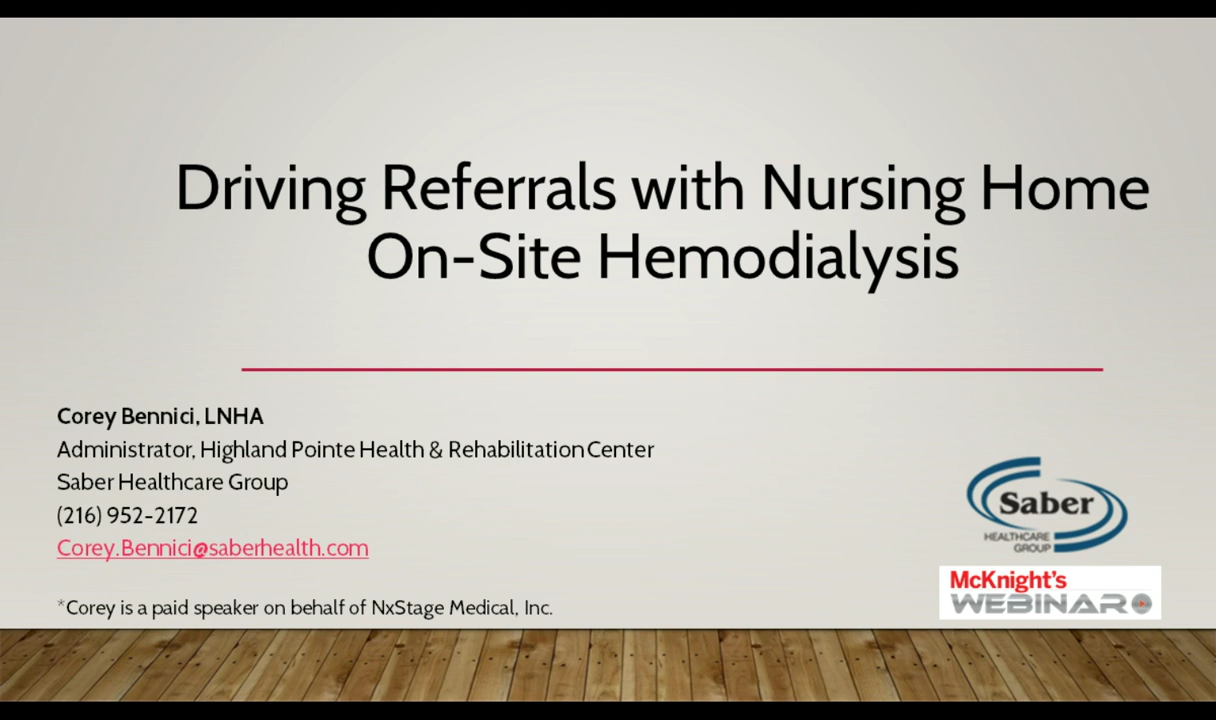 Driving Referrals with Nursing Home
On-Site Hemodialysis
Corey Bennici, LNHA
Administrator, Highland Pointe Health & Rehabilitation Center
Saber Healthcare Group
(216) 952-2172
Corey.Bennici@saberhealth.com
*Corey is a paid speaker on behalf of NxStage Medical, Inc.
Saber
HEALTHCARE
GROUP
McKnight's
WEBINAR